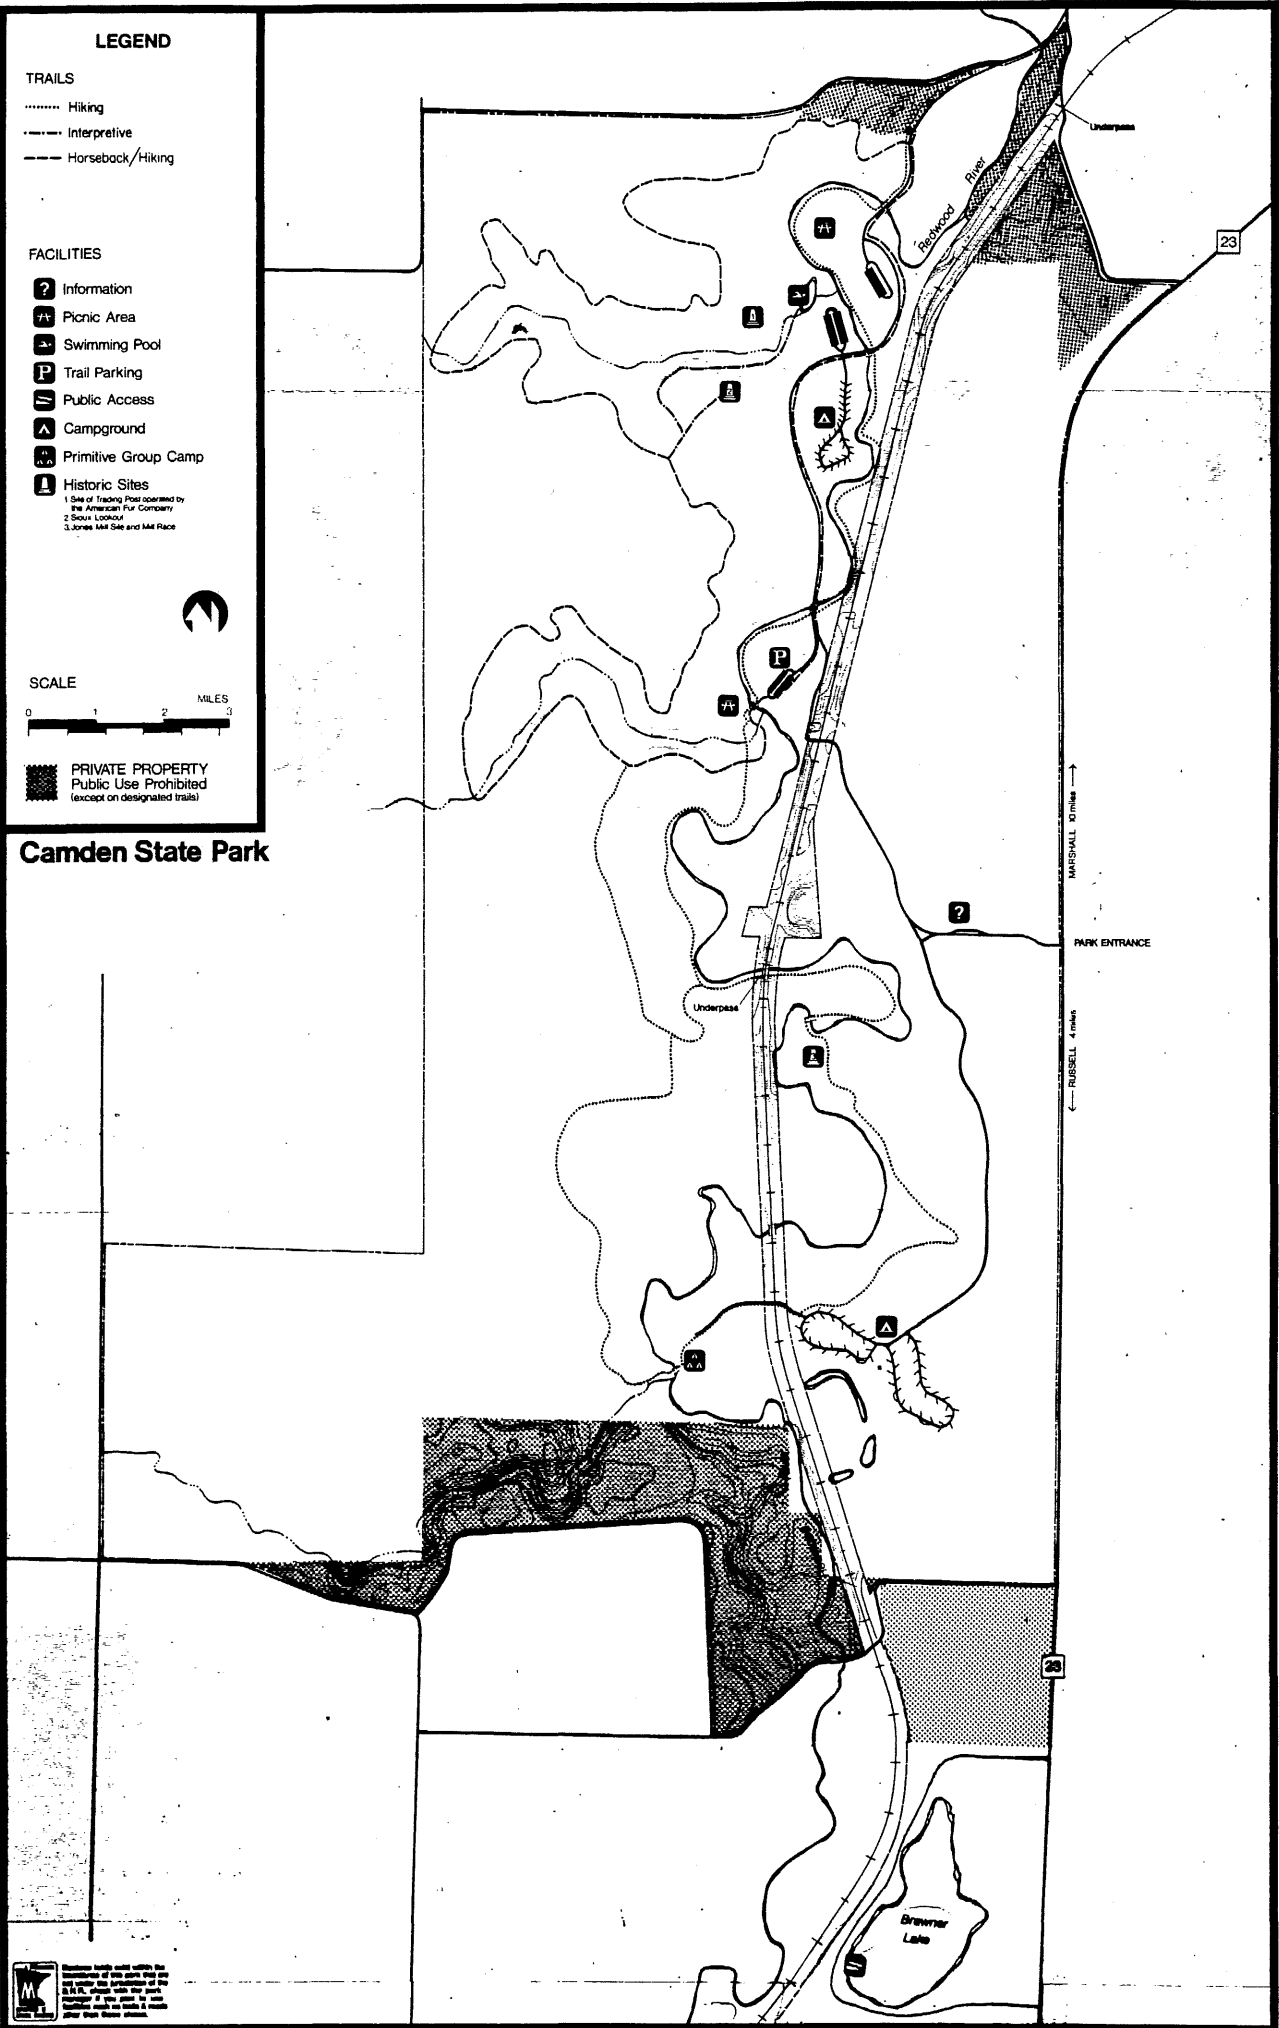 LEGEND
TRAILS
Hiking
Interpretive
Horseback/Hiking
FACILITIES
? Information
Picnic Area
Swimming Pool
P Trail Parking
Public Access
Campground
Primitive Group Camp
Historic Sites
1 Site of Trading Post operated by
the American Fur Company
2 Sioux Lookout
3 Jones Mill Site and Mill Race
SCALE
MILES
0 1 2 3
PRIVATE PROPERTY
Public Use Prohibited
(except on designated trails)
Camden State Park
Underpass
Redwood River
23
P
MARSHALL 10 miles
?
PARK ENTRANCE
Underpass
RUSSELL 4 miles
23
Brawner
Lake
M